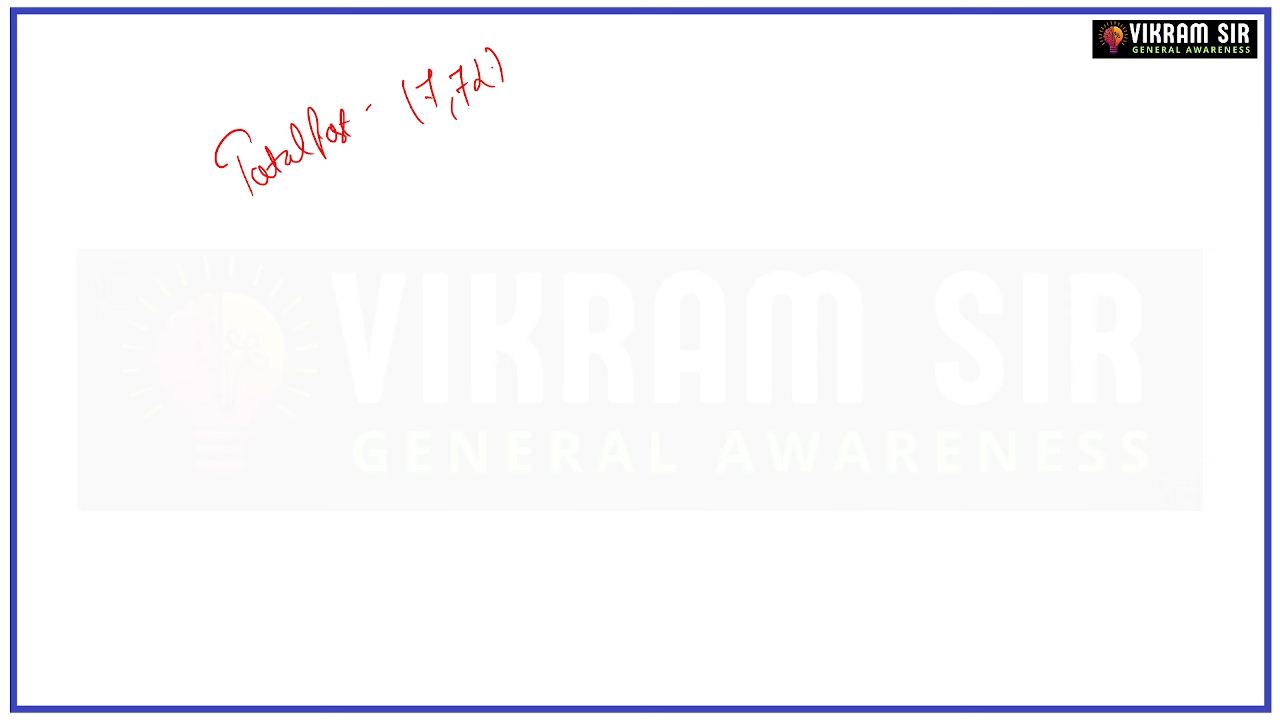 VIKRAM SIR
GENERAL AWARENESS
Total Post - (7,72)
VIKRAM SIR
GENERAL AWARENESS